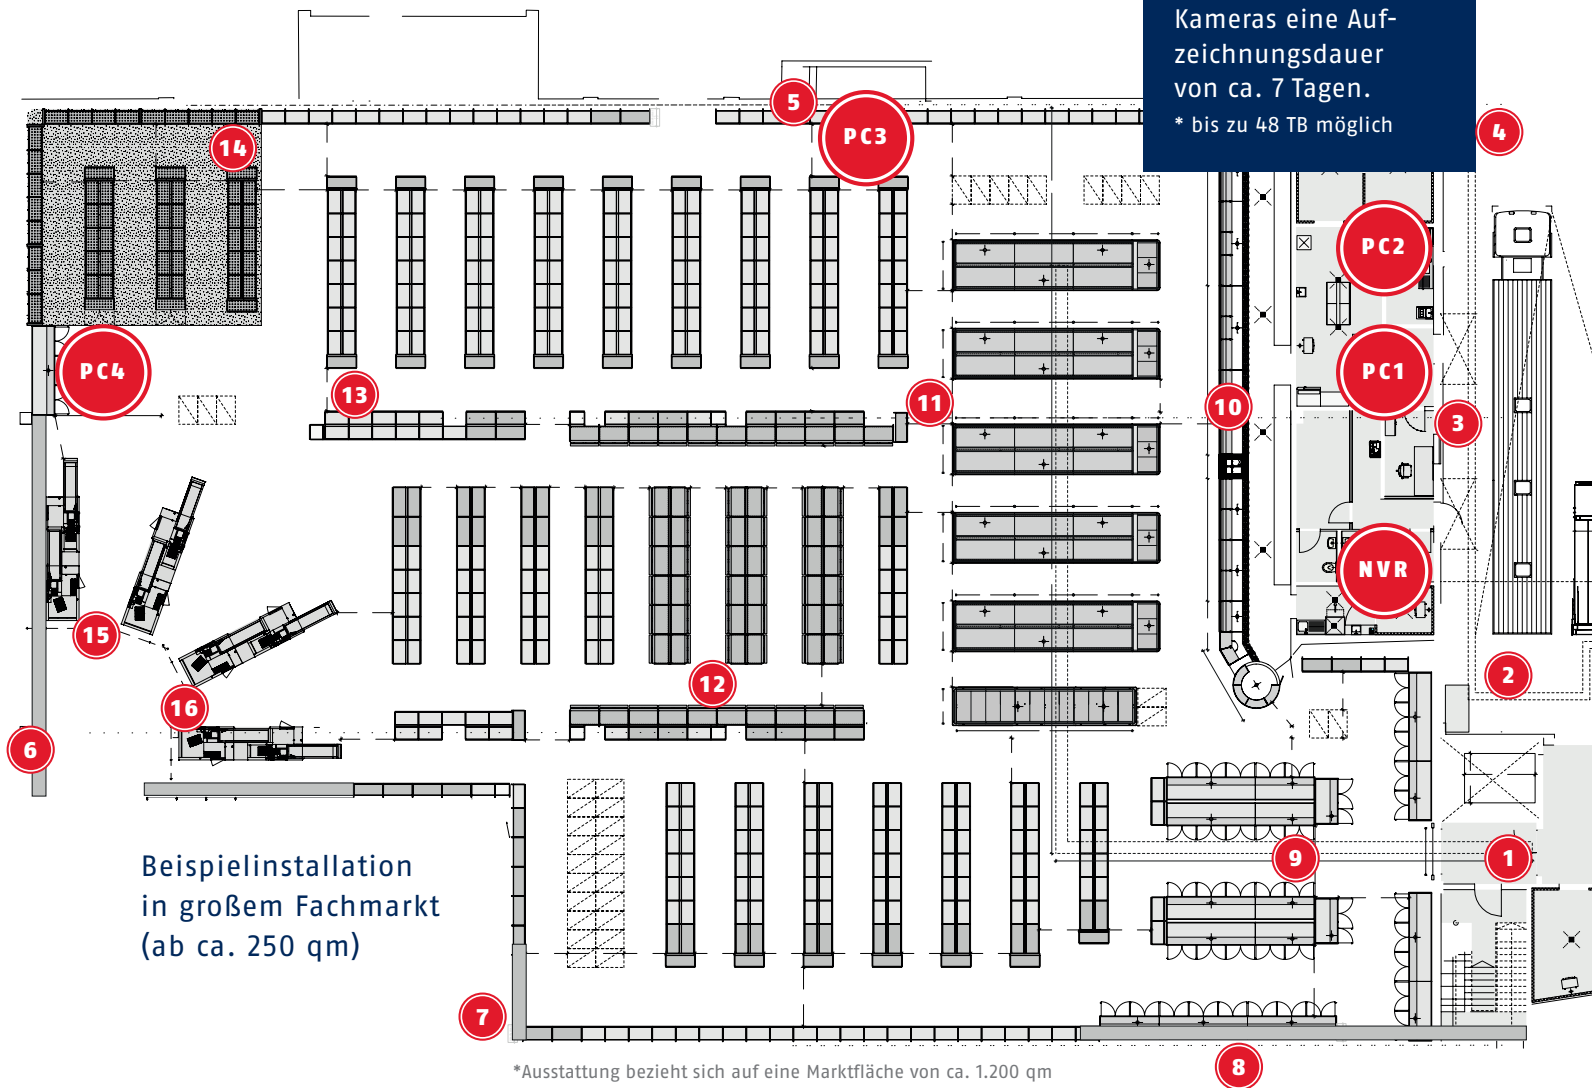 Kameras eine Auf-
zeichnungsdauer
von ca. 7 Tagen.
* bis zu 48 TB möglich
5
PC3
4
14
PC2
PC4
PC1
13
11
10
3
NVR
15
12
2
16
6
9
1
Beispielinstallation
in großem Fachmarkt
(ab ca. 250 qm)
7
8
*Ausstattung bezieht sich auf eine Marktfläche von ca. 1.200 qm